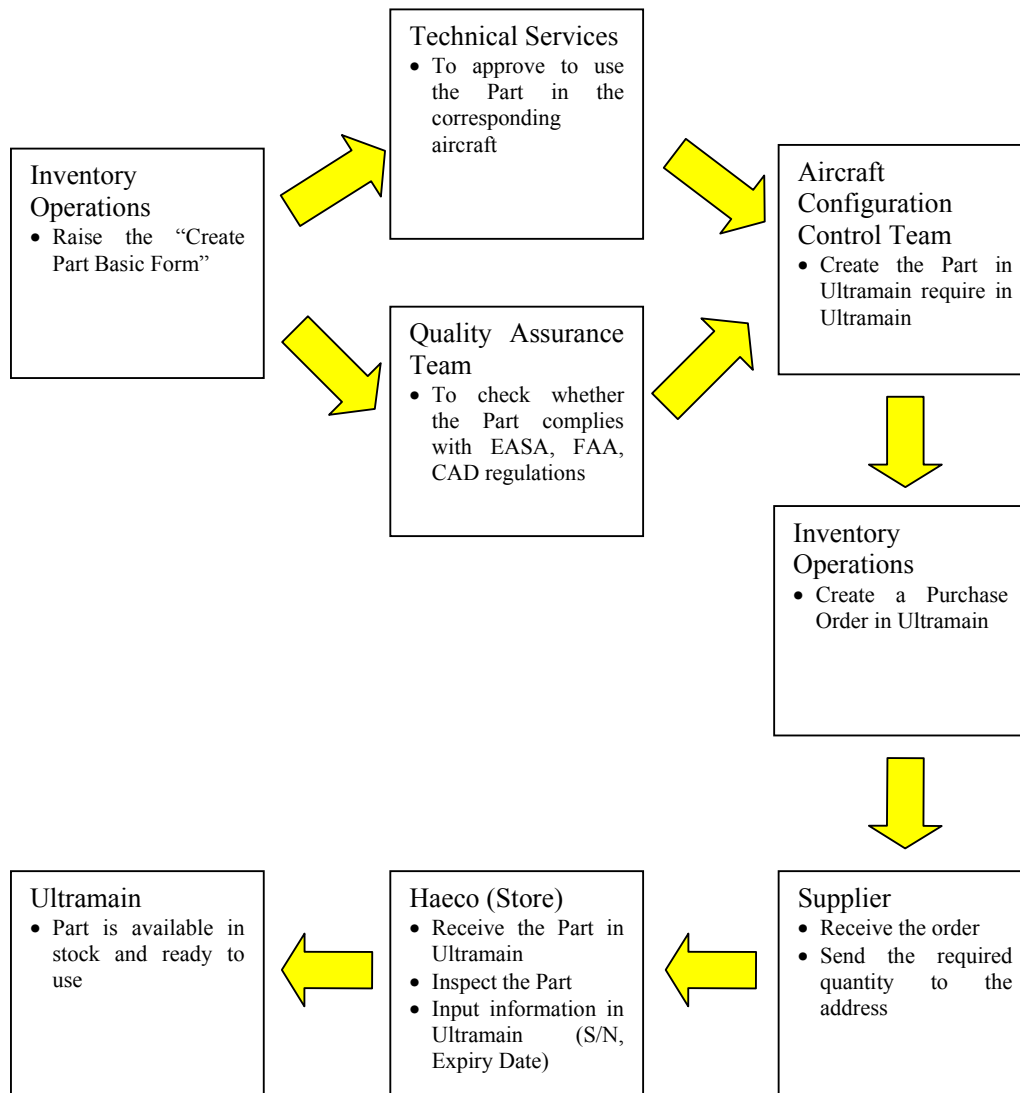 Inventory
Operations
• Raise the “Create
Part Basic Form”
Technical Services
• To approve to use
the Part in the
corresponding
aircraft
Quality Assurance
Team
• To check whether
the Part complies
with EASA, FAA,
CAD regulations
Aircraft
Configuration
Control Team
• Create the Part in
Ultramain require in
Ultramain
Inventory
Operations
• Create a Purchase
Order in Ultramain
Supplier
• Receive the order
• Send the required
quantity to the
address
Haeco (Store)
• Receive the Part in
Ultramain
• Inspect the Part
• Input information in
Ultramain (S/N,
Expiry Date)
Ultramain
• Part is available in
stock and ready to
use